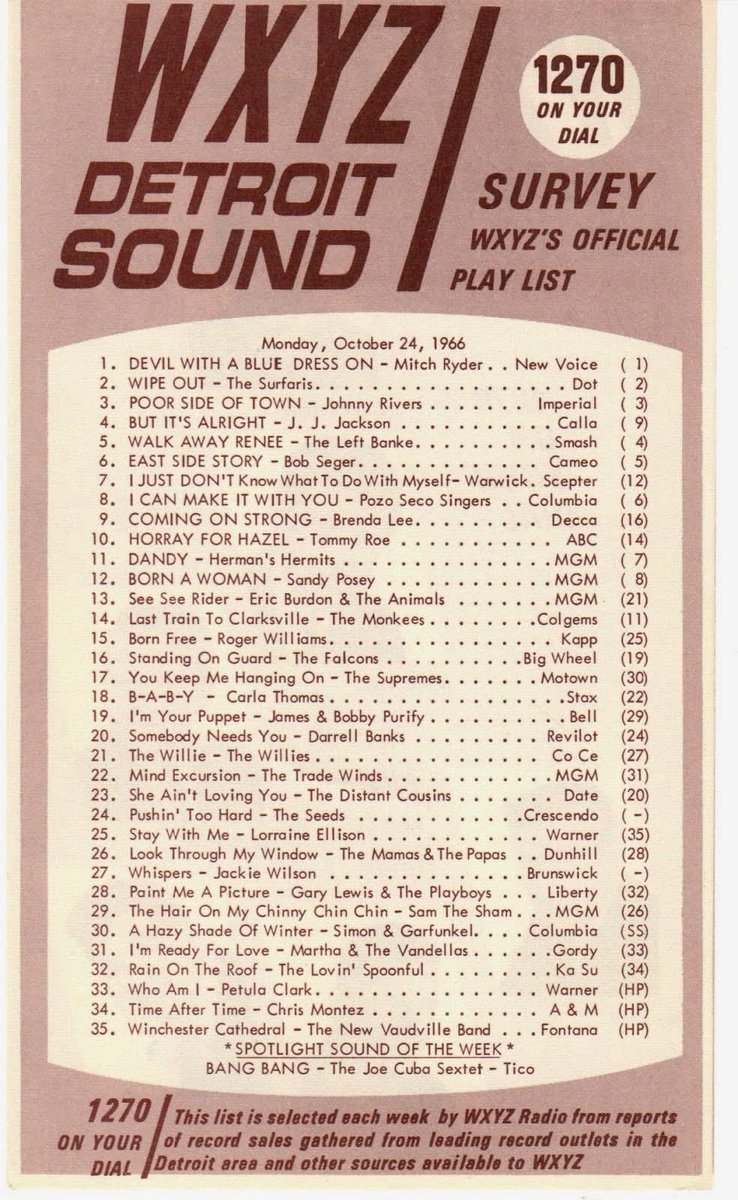 WXYZ
DETROIT
SOUND
1270
ON YOUR
DIAL
SURVEY
WXYZ'S OFFICIAL
PLAY LIST
Monday, October 24, 1966
1. DEVIL WITH A BLUE DRESS ON - Mitch Ryder . . New Voice ( 1)
2. WIPE OUT - The Surfaris. . . . . . . . . . . . . . . . . . Dot ( 2)
3. POOR SIDE OF TOWN - Johnny Rivers . . . . . . . Imperial ( 3)
4. BUT IT'S ALRIGHT - J. J. Jackson . . . . . . . . . . . Calla ( 9)
5. WALK AWAY RENEE - The Left Banke. . . . . . . . . Smash ( 4)
6. EAST SIDE STORY - Bob Seger. . . . . . . . . . . . . Cameo ( 5)
7. I JUST DON'T Know What To Do With Myself- Warwick. Scepter (12)
8. I CAN MAKE IT WITH YOU - Pozo Seco Singers . . Columbia ( 6)
9. COMING ON STRONG - Brenda Lee. . . . . . . . . Decca (16)
10. HORRAY FOR HAZEL - Tommy Roe . . . . . . . . . . . ABC (14)
11. DANDY - Herman's Hermits . . . . . . . . . . . . . .MGM ( 7)
12. BORN A WOMAN - Sandy Posey . . . . . . . . . . . .MGM ( 8)
13. See See Rider - Eric Burdon & The Animals . . . . . . .MGM (21)
14. Last Train To Clarksville - The Monkees . . . . . . . .Colgems (11)
15. Born Free - Roger Williams. . . . . . . . . . . . . . . . Kapp (25)
16. Standing On Guard - The Falcons . . . . . . . . . .Big Wheel (19)
17. You Keep Me Hanging On - The Supremes. . . . . . . Motown (30)
18. B-A-B-Y - Carla Thomas . . . . . . . . . . . . . . . . .Stax (22)
19. I'm Your Puppet - James & Bobby Purify . . . . . . . . . . Bell (29)
20. Somebody Needs You - Darrell Banks . . . . . . . . . Revilot (24)
21. The Willie - The Willies . . . . . . . . . . . . . . . . . Co Ce (27)
22. Mind Excursion - The Trade Winds. . . . . . . . . . . . MGM (31)
23. She Ain't Loving You - The Distant Cousins . . . . . . . Date (20)
24. Pushin' Too Hard - The Seeds . . . . . . . . . . . .Crescendo ( -)
25. Stay With Me - Lorraine Ellison . . . . . . . . . . . . Warner (35)
26. Look Through My Window - The Mamas & The Papas . . Dunhill (28)
27. Whispers - Jackie Wilson . . . . . . . . . . . . . . Brunswick ( -)
28. Paint Me A Picture - Gary Lewis & The Playboys . . . Liberty (32)
29. The Hair On My Chinny Chin Chin - Sam The Sham . . . MGM (26)
30. A Hazy Shade Of Winter - Simon & Garfunkel. . . . Columbia (SS)
31. I'm Ready For Love - Martha & The Vandellas . . . . . .Gordy (33)
32. Rain On The Roof - The Lovin' Spoonful . . . . . . . . . Ka Su (34)
33. Who Am I - Petula Clark. . . . . . . . . . . . . . . . . Warner (HP)
34. Time After Time - Chris Montez . . . . . . . . . . . . . A & M (HP)
35. Winchester Cathedral - The New Vaudville Band . . . Fontana (HP)
*SPOTLIGHT SOUND OF THE WEEK*
BANG BANG - The Joe Cuba Sextet - Tico
1270
ON YOUR
DIAL
This list is selected each week by WXYZ Radio from reports
of record sales gathered from leading record outlets in the
Detroit area and other sources available to WXYZ